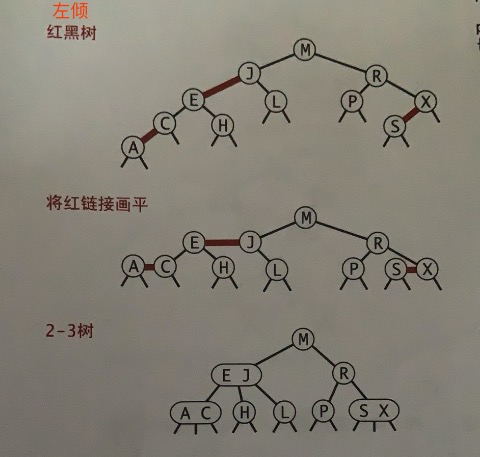 左倾
红黑树
M
J R
E L P X
C H S
A
将红链接画平
M
E J R
A C H L P S X
2-3树
M
E J R
A C H L P S X